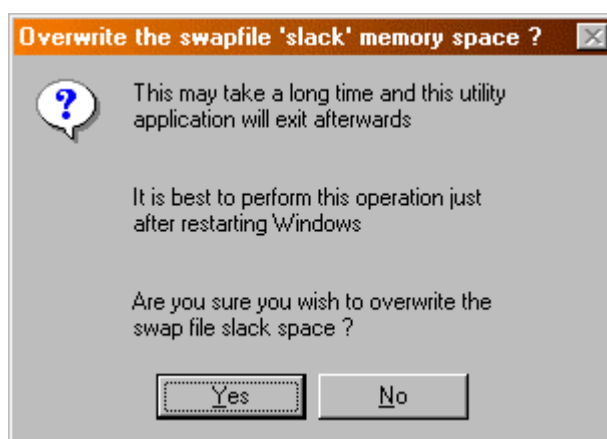 Overwrite the swapfile 'slack' memory space ?
This may take a long time and this utility
application will exit afterwards
It is best to perform this operation just
after restarting Windows
Are you sure you wish to overwrite the
swap file slack space ?
Yes
No